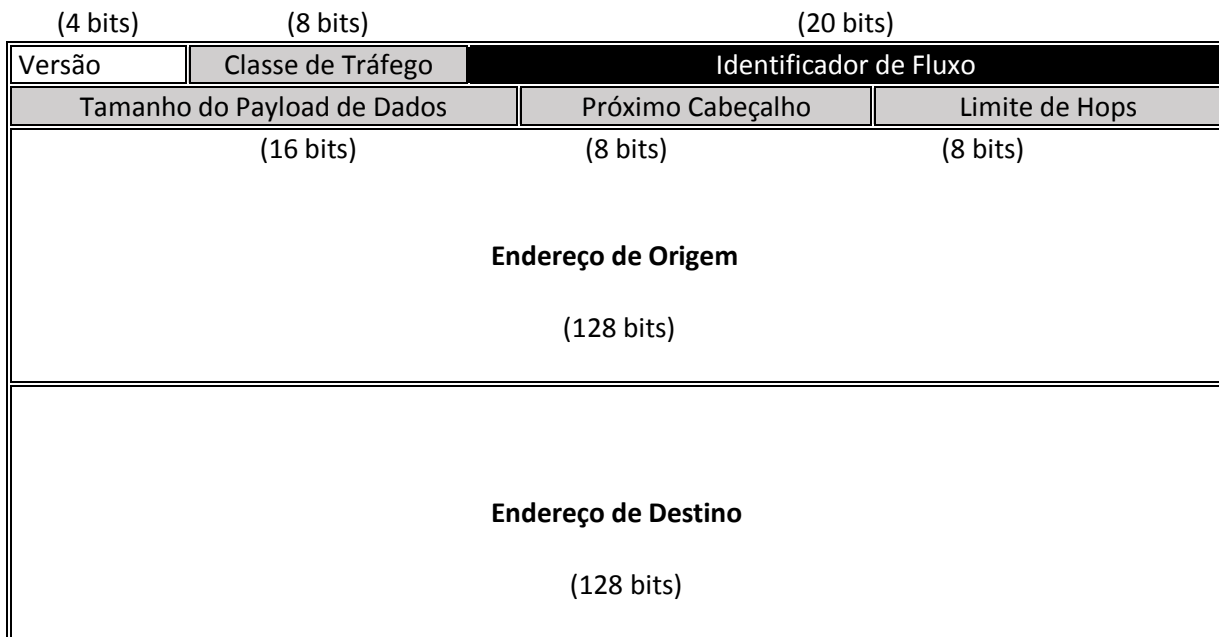 (4 bits) (8 bits) (20 bits)
Versão Classe de Tráfego Identificador de Fluxo
Tamanho do Payload de Dados Próximo Cabeçalho Limite de Hops
(16 bits) (8 bits) (8 bits)
Endereço de Origem
(128 bits)
Endereço de Destino
(128 bits)